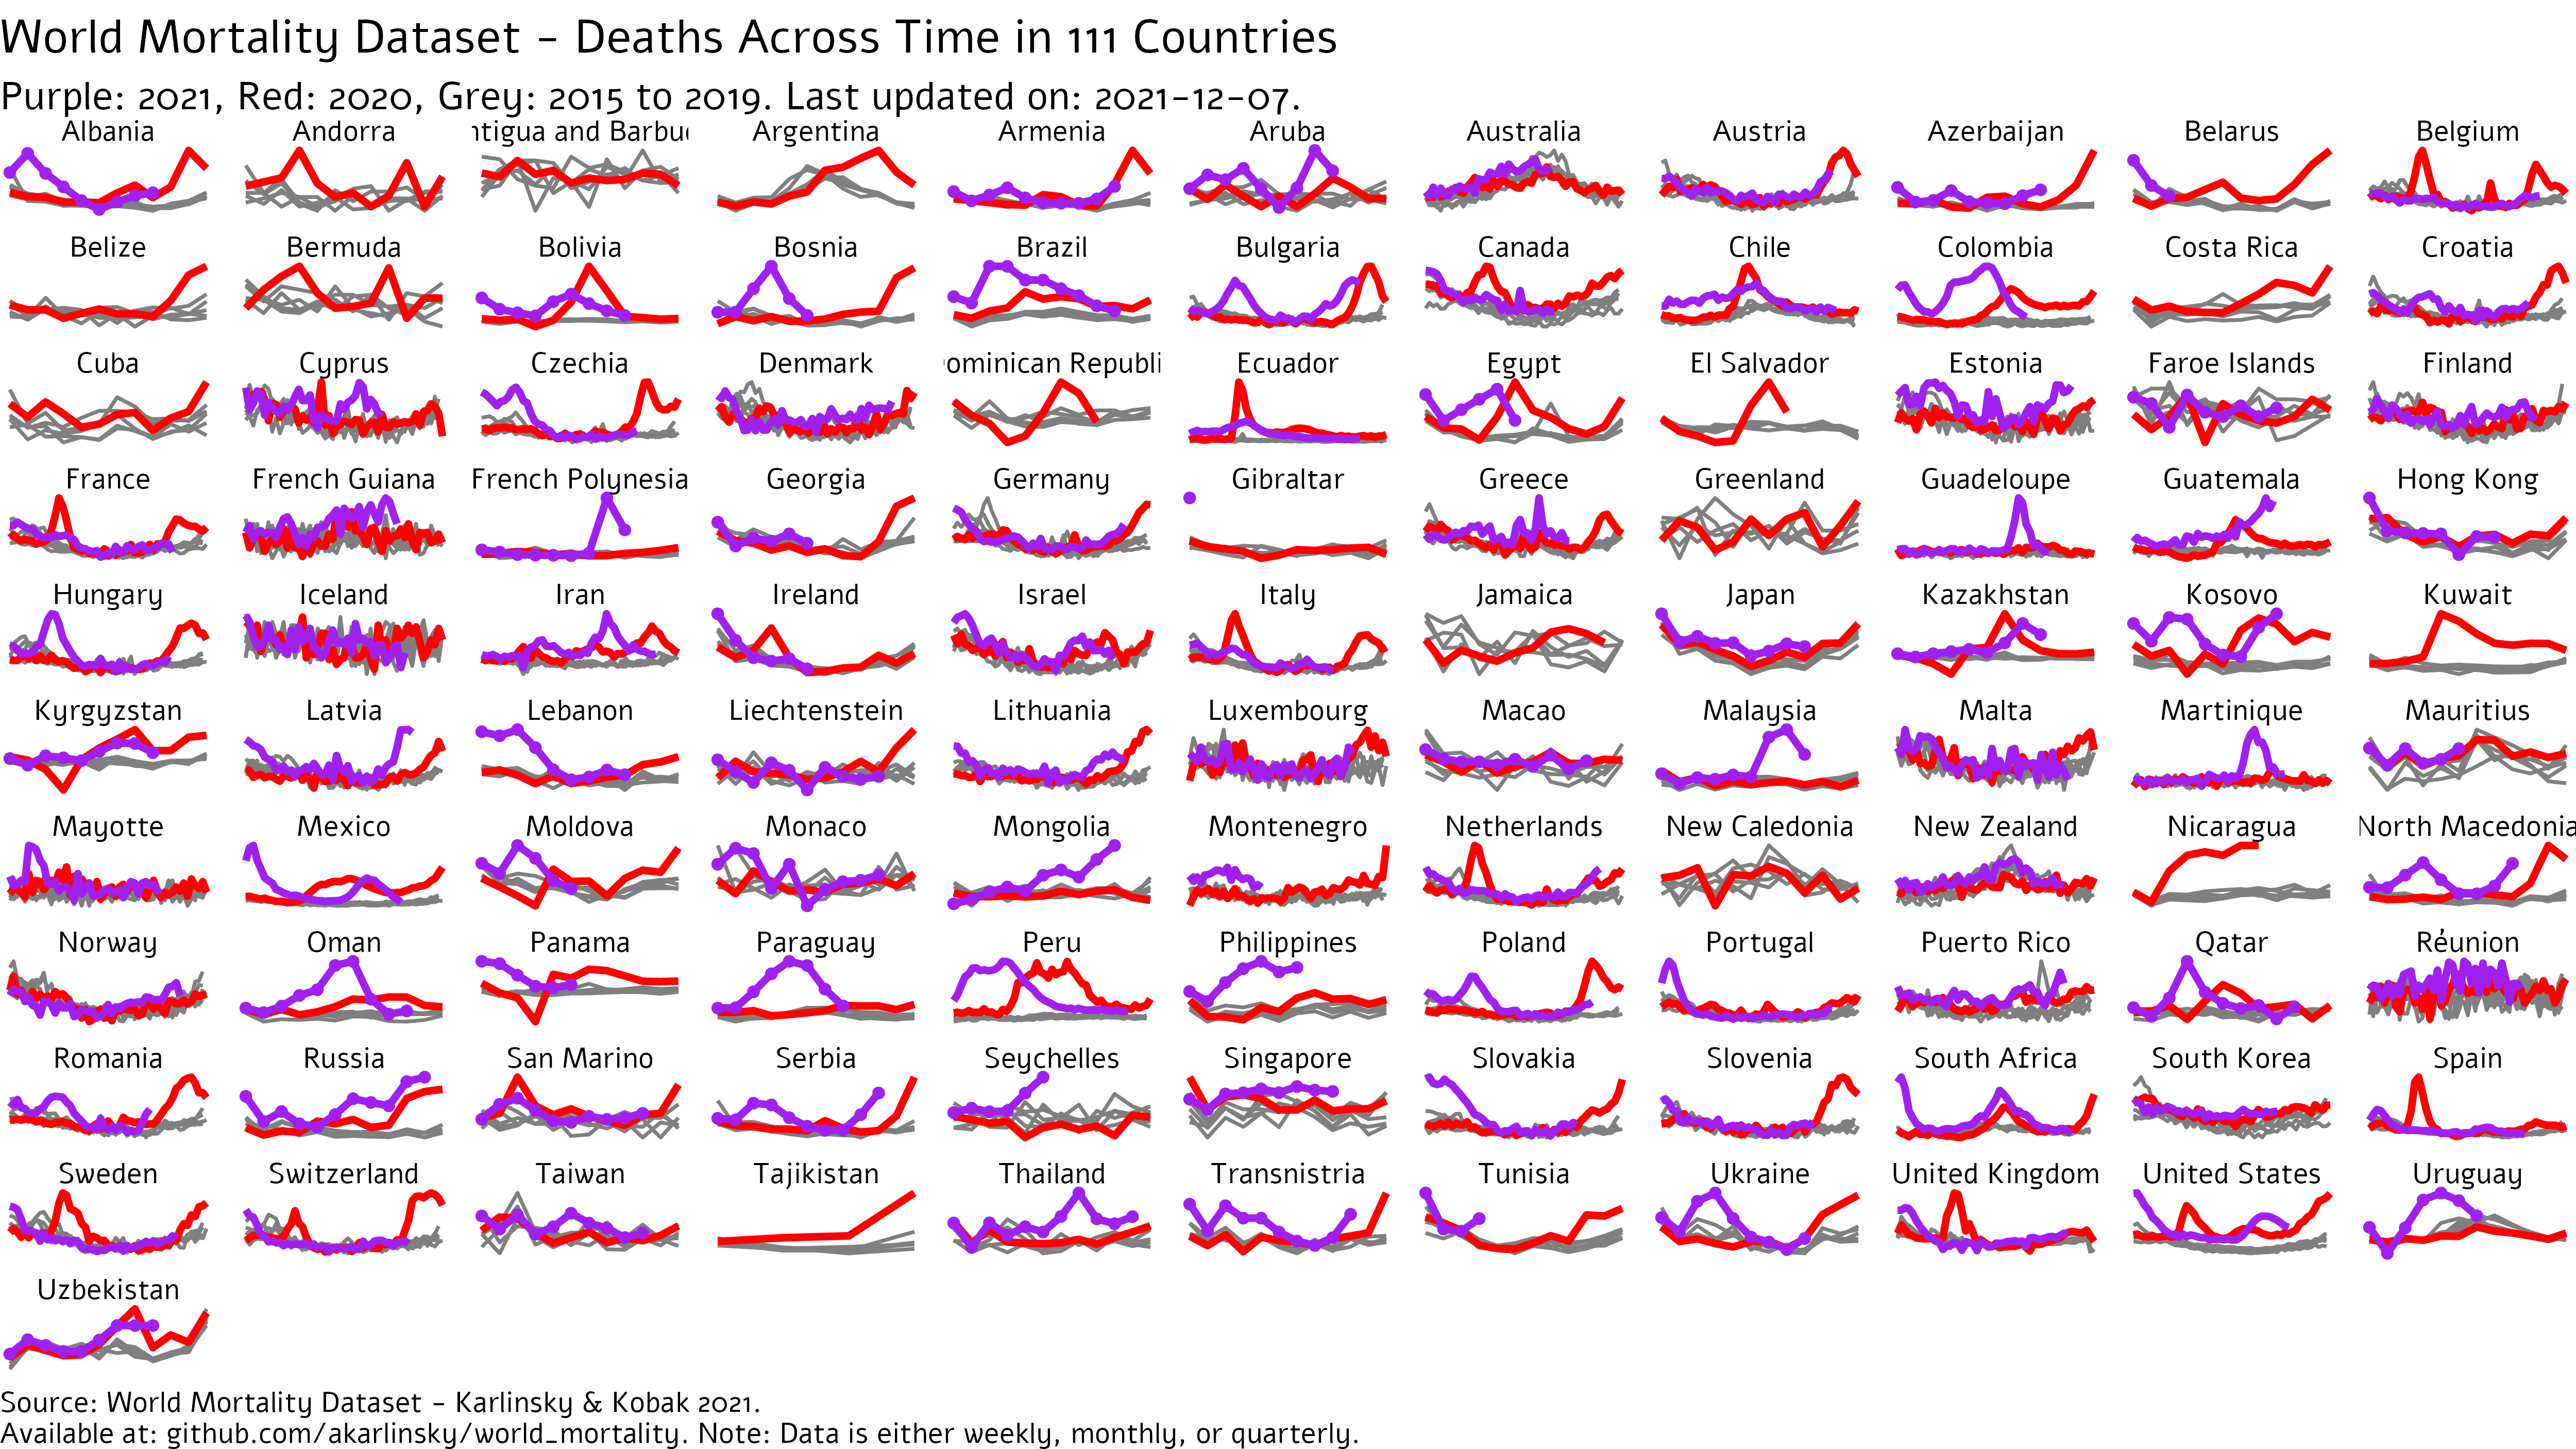 World Mortality Dataset - Deaths Across Time in 111 Countries
Purple: 2021, Red: 2020, Grey: 2015 to 2019. Last updated on: 2021-12-07.
Albania Andorra ntigua and Barbu Argentina Armenia Aruba Australia Austria Azerbaijan Belarus Belgium
Belize Bermuda Bolivia Bosnia Brazil Bulgaria Canada Chile Colombia Costa Rica Croatia
Cuba Cyprus Czechia Denmark ominican Republi Ecuador Egypt El Salvador Estonia Faroe Islands Finland
France French Guiana French Polynesia Georgia Germany Gibraltar Greece Greenland Guadeloupe Guatemala Hong Kong
Hungary Iceland Iran Ireland Israel Italy Jamaica Japan Kazakhstan Kosovo Kuwait
Kyrgyzstan Latvia Lebanon Liechtenstein Lithuania Luxembourg Macao Malaysia Malta Martinique Mauritius
Mayotte Mexico Moldova Monaco Mongolia Montenegro Netherlands New Caledonia New Zealand Nicaragua North Macedonia
Norway Oman Panama Paraguay Peru Philippines Poland Portugal Puerto Rico Qatar Réunion
Romania Russia San Marino Serbia Seychelles Singapore Slovakia Slovenia South Africa South Korea Spain
Sweden Switzerland Taiwan Tajikistan Thailand Transnistria Tunisia Ukraine United Kingdom United States Uruguay
Uzbekistan
Source: World Mortality Dataset - Karlinsky & Kobak 2021.
Available at: github.com/akarlinsky/world_mortality. Note: Data is either weekly, monthly, or quarterly.